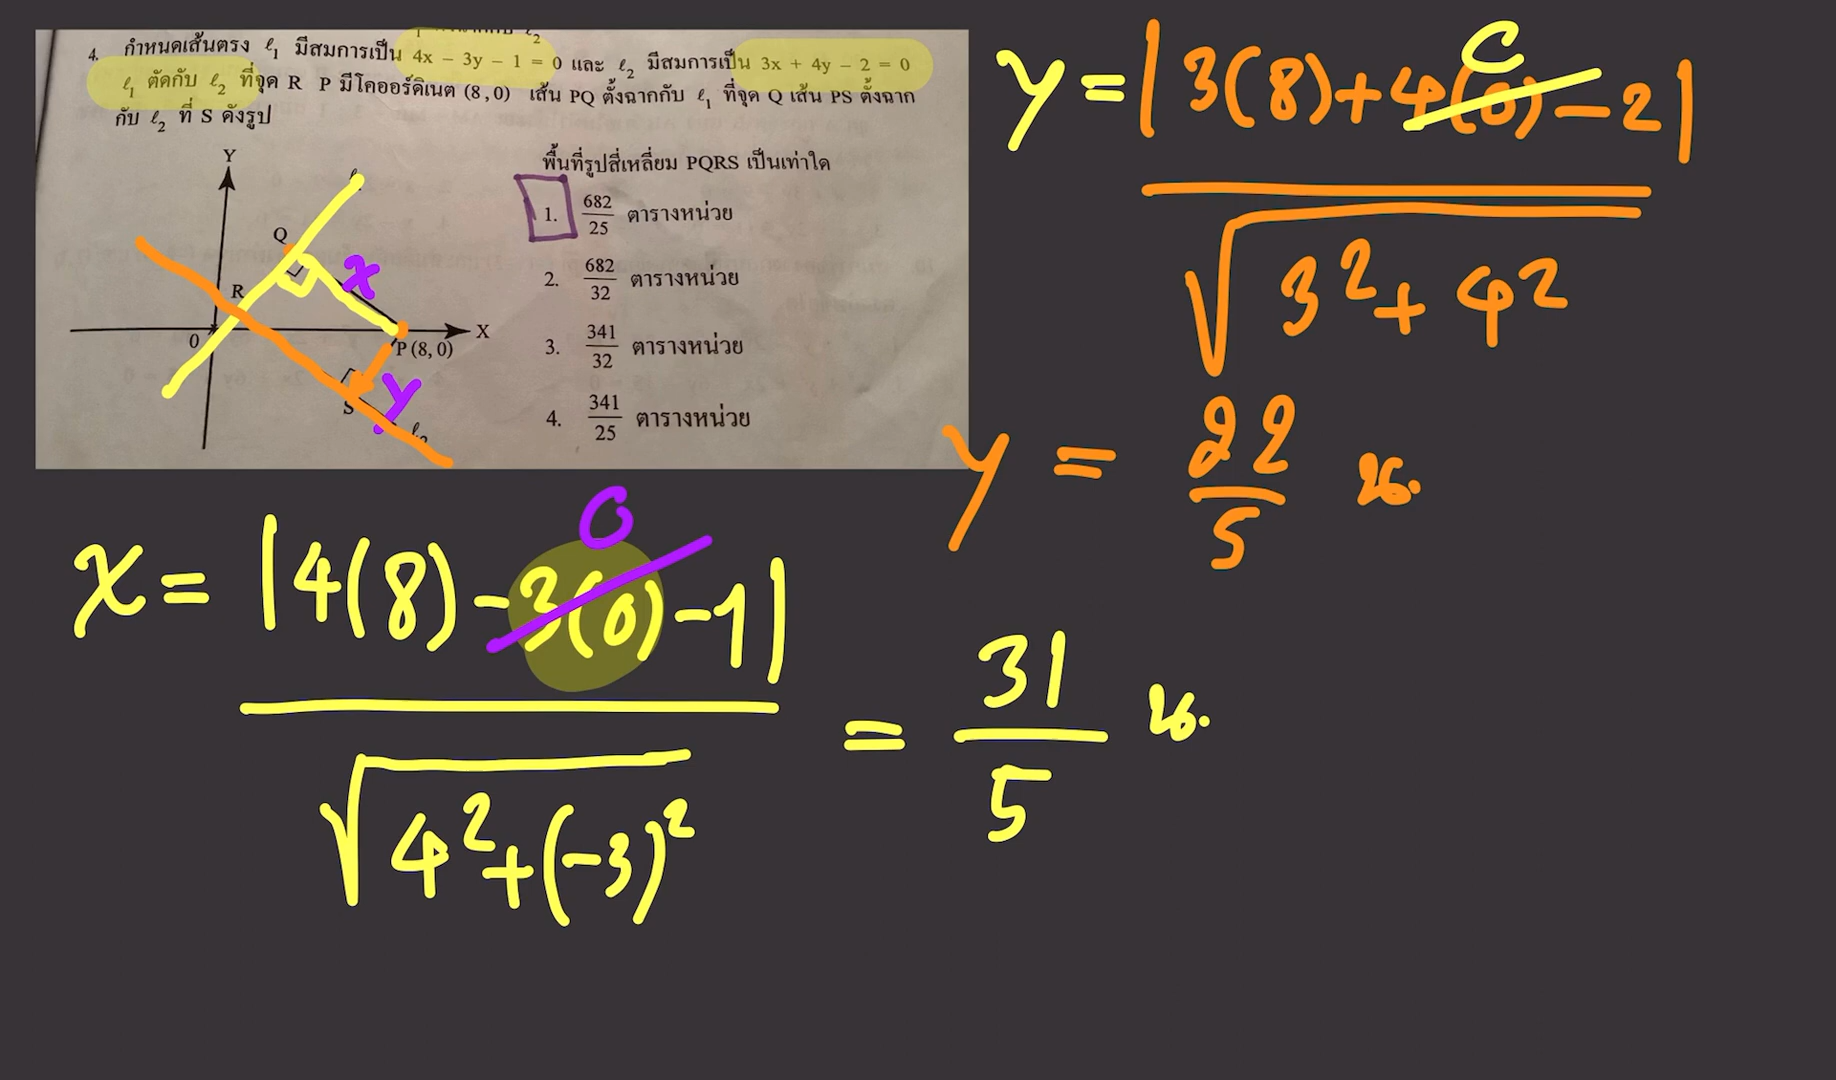 4. กำหนดเส้นตรง ℓ₁ มีสมการเป็น 4x − 3y − 1 = 0 และ ℓ₂ มีสมการเป็น 3x + 4y − 2 = 0
ℓ₁ ตัดกับ ℓ₂ ที่จุด R P มีโคออร์ดิเนต (8,0) เส้น PQ ตั้งฉากกับ ℓ₁ ที่จุด Q เส้น PS ตั้งฉาก
กับ ℓ₂ ที่ S ดังรูป
พื้นที่รูปสี่เหลี่ยม PQRS เป็นเท่าใด
1. 682/25 ตารางหน่วย
2. 682/32 ตารางหน่วย
3. 341/32 ตารางหน่วย
4. 341/25 ตารางหน่วย
Y
Q
x
R
X
0
P (8,0)
y
S
ℓ₂
y = |3(8)+4(0)−2|
0
√3²+4²
y = 22/5 น.
0
x = |4(8)−3(0)−1|
√4²+(−3)²
= 31/5 น.